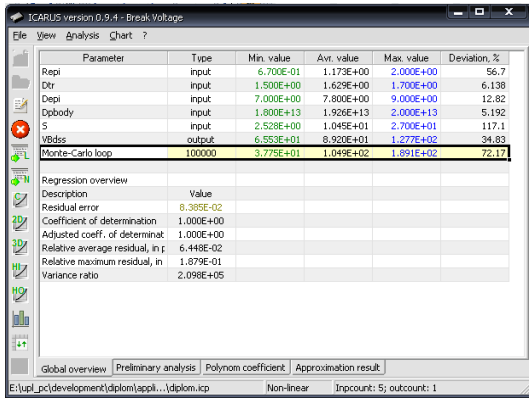 ICARUS version 0.9.4 - Break Voltage
File View Analysis Chart ?
Parameter Type Min. value Avr. value Max. value Deviation, %
Repi input 6.700E-01 1.173E+00 2.000E+00 56.7
Dtr input 1.500E+00 1.629E+00 1.700E+00 6.138
Depi input 7.000E+00 7.800E+00 9.000E+00 12.82
Dpbody input 1.800E+13 1.926E+13 2.000E+13 5.192
S input 2.528E+00 1.045E+01 2.701E+01 117.1
VBdss output 6.553E+01 8.920E+01 1.277E+02 34.83
Monte-Carlo loop 100000 3.775E+01 1.049E+02 1.891E+02 72.17
Regression overview
Description Value
Residual error 8.385E-02
Coefficient of determination 1.000E+00
Adjusted coeff. of determinat 1.000E+00
Relative average residual, in p 6.448E-02
Relative maximum residual, in 1.879E-01
Variance ratio 2.098E+05
2D
3D
HI
HO
Global overview Preliminary analysis Polynom coefficient Approximation result
E:\upl_pc\development\diplom\appli...\diplom.icp Non-linear Inpcount: 5; outcount: 1